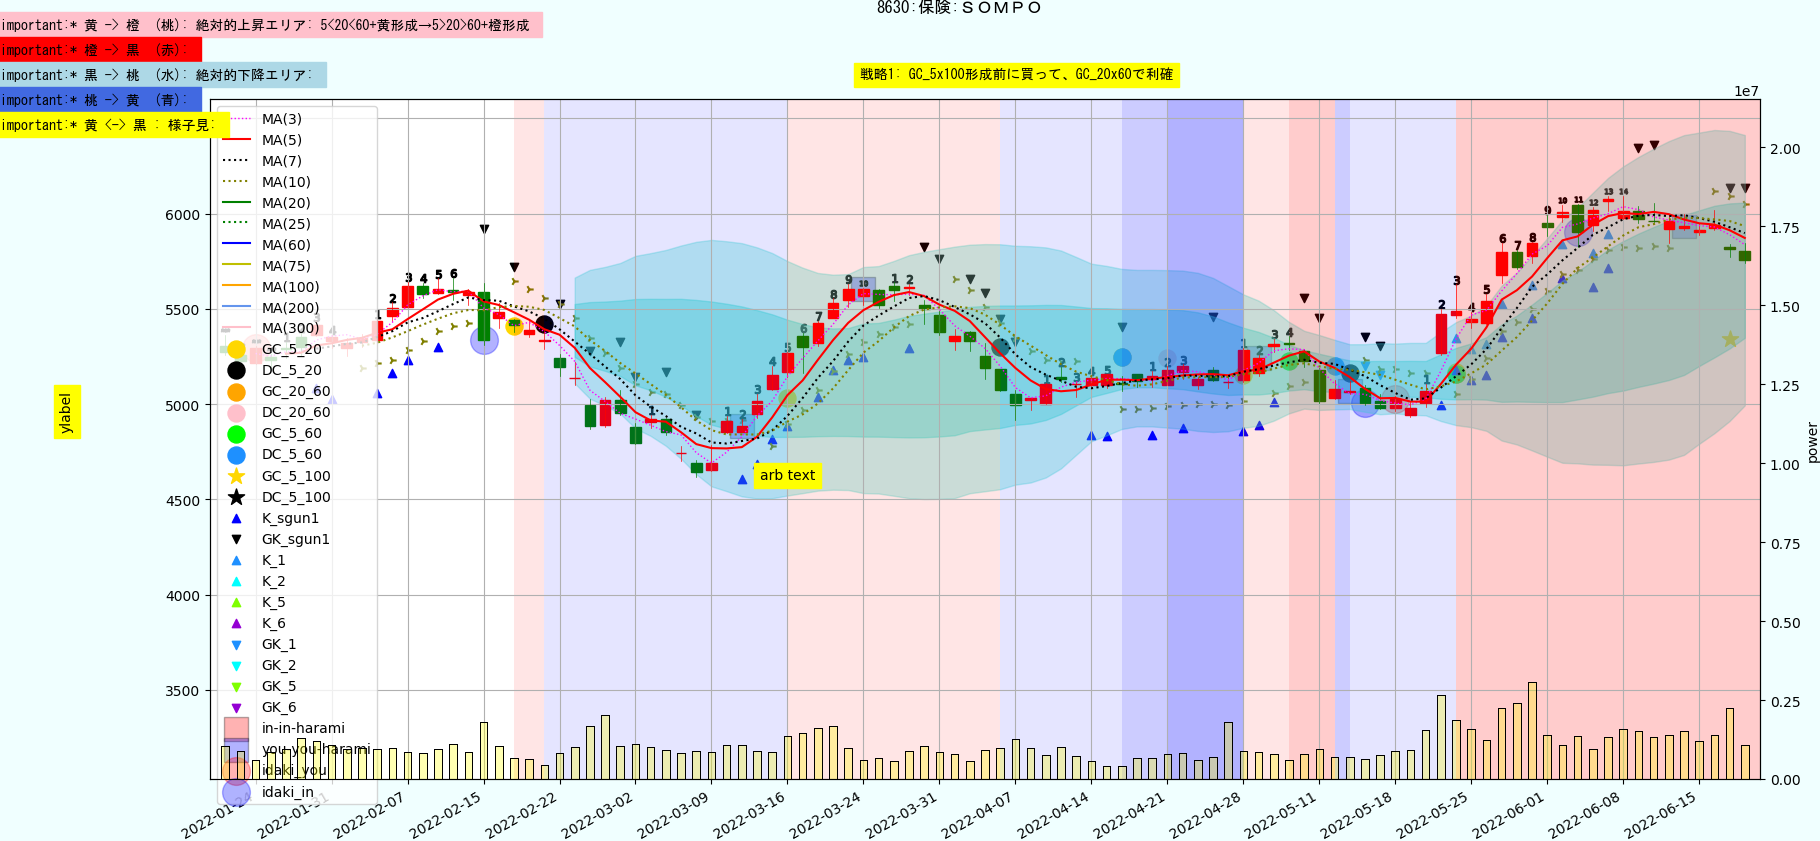 8630:保険:ＳＯＭＰＯ
important:* 黄 -> 橙 (桃): 絶対的上昇エリア: 5<20<60+黄形成→5>20>60+橙形成
important:* 橙 -> 黒 (赤):
important:* 黒 -> 桃 (水): 絶対的下降エリア:
important:* 桃 -> 黄 (青):
important:* 黄 <-> 黒 : 様子見:
戦略1: GC_5x100形成前に買って、GC_20x60で利確
1e7
MA(3)
MA(5)
MA(7)
MA(10)
MA(20)
MA(25)
MA(60)
MA(75)
MA(100)
MA(200)
MA(300)
GC_5_20
DC_5_20
GC_20_60
DC_20_60
GC_5_60
DC_5_60
GC_5_100
DC_5_100
K_sgun1
GK_sgun1
K_1
K_2
K_5
K_6
GK_1
GK_2
GK_5
GK_6
in-in-harami
you-you-harami
idaki_you
idaki_in
ylabel
6000
5500
5000
4500
4000
3500
arb text
2.00
1.75
1.50
1.25
1.00
0.75
0.50
0.25
0.00
power
2022-01-24
2022-01-31
2022-02-07
2022-02-15
2022-02-22
2022-03-02
2022-03-09
2022-03-16
2022-03-24
2022-03-31
2022-04-07
2022-04-14
2022-04-21
2022-04-28
2022-05-11
2022-05-18
2022-05-25
2022-06-01
2022-06-08
2022-06-15